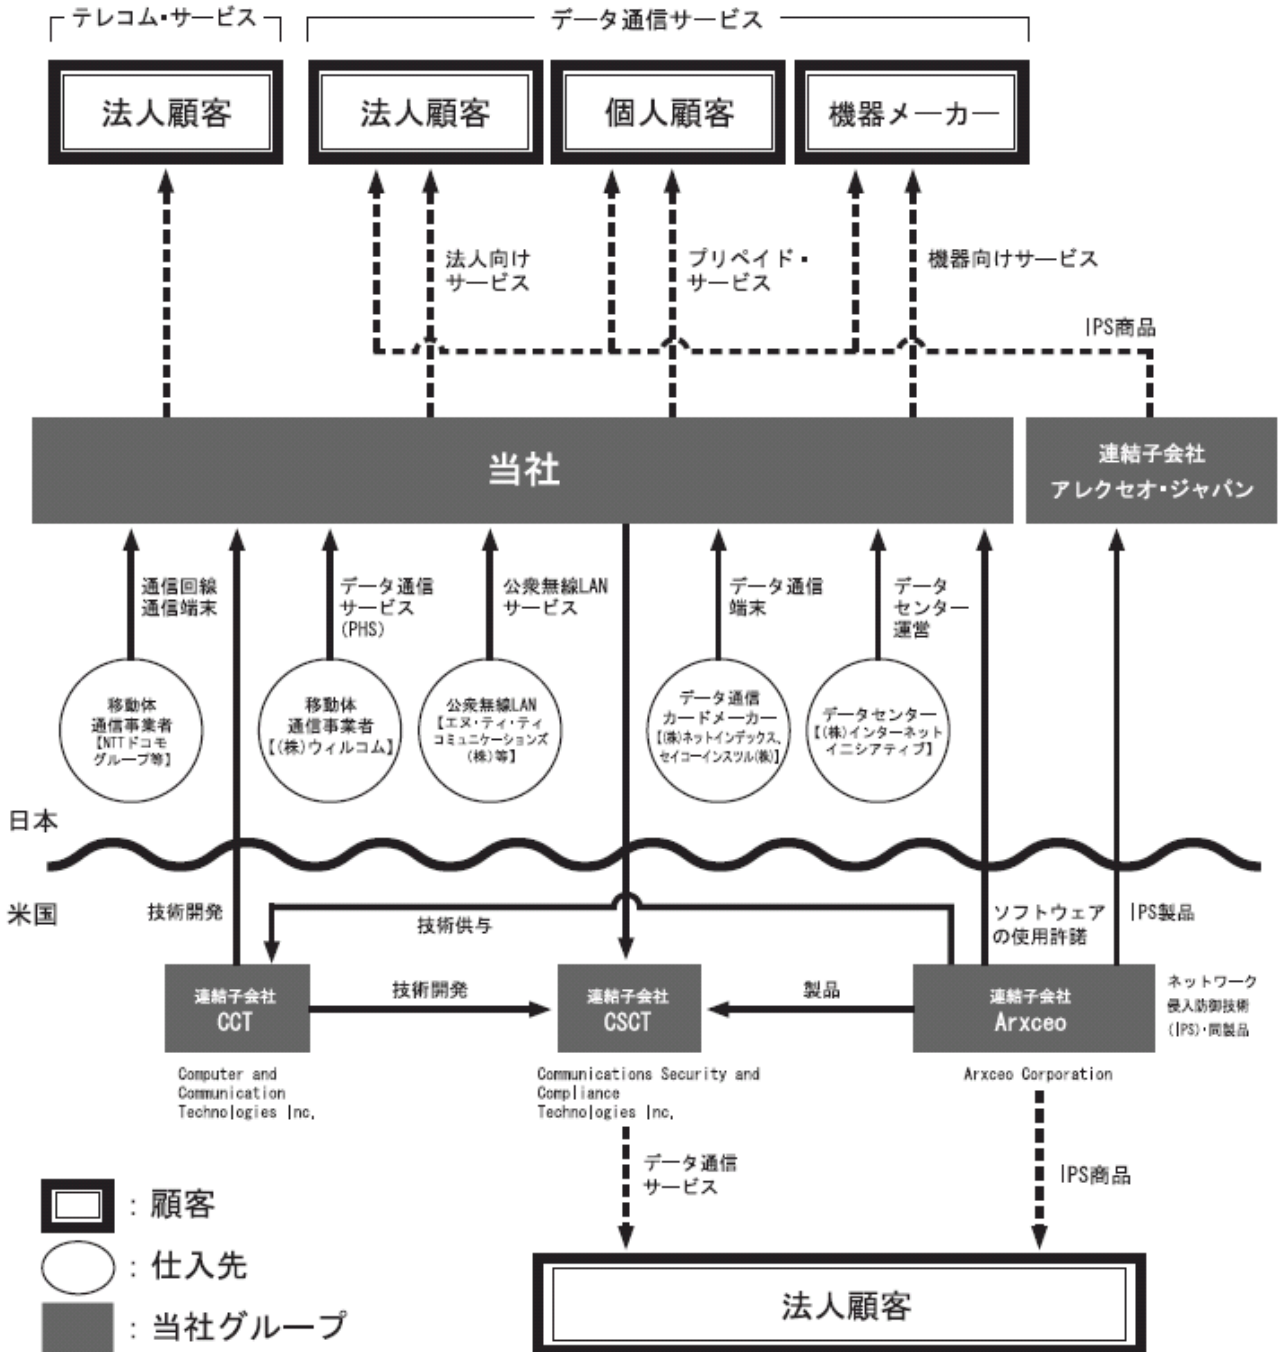 テレコム・サービス
データ通信サービス
法人顧客
法人顧客
個人顧客
機器メーカー
法人向け
サービス
プリペイド・
サービス
機器向けサービス
IPS商品
当社
連結子会社
アレクセオ・ジャパン
通信回線
通信端末
データ通信
サービス
(PHS)
公衆無線LAN
サービス
データ通信
端末
データ
センター
運営
移動体
通信事業者
【NTTドコモ
グループ等】
移動体
通信事業者
【(株)ウィルコム】
公衆無線LAN
【エヌ・ティ・ティ
コミュニケーションズ
(株)等】
データ通信
カードメーカー
【(株)ネットインデックス、
セイコーインスツル(株)】
データセンター
【(株)インターネット
イニシアティブ】
日本
米国
技術開発
技術供与
ソフトウェア
の使用許諾
IPS製品
連結子会社
CCT
技術開発
連結子会社
CSCT
製品
連結子会社
Arxceo
ネットワーク
侵入防御技術
(IPS)・同製品
Computer and
Communication
Technologies Inc.
Communications Security and
Compliance
Technologies Inc.
Arxceo Corporation
データ通信
サービス
IPS商品
法人顧客
：顧客
：仕入先
：当社グループ